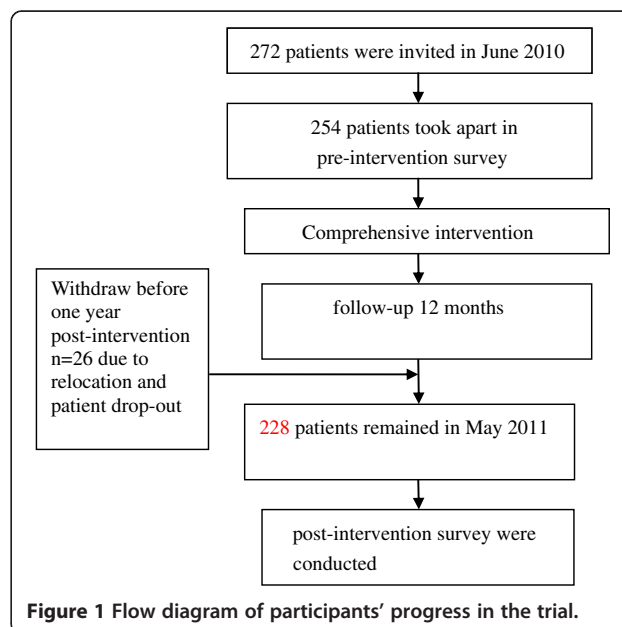 272 patients were invited in June 2010
254 patients took apart in
pre-intervention survey
Comprehensive intervention
Withdraw before
one year
post-intervention
n=26 due to
relocation and
patient drop-out
follow-up 12 months
228 patients remained in May 2011
post-intervention survey were
conducted
Figure 1 Flow diagram of participants’ progress in the trial.